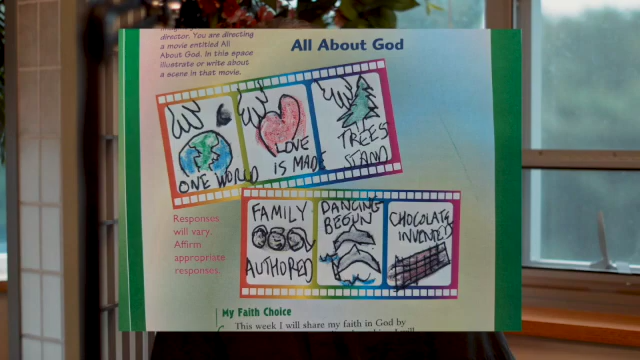 director. You are directing
a movie entitled All
About God. In this space
illustrate or write about
a scene in that movie.
All About God
ONE WORLD
LOVE
IS MADE
TREES
STAND
Responses
will vary.
Affirm
appropriate
responses.
FAMILY
AUTHORED
DANCING
BEGUN
CHOCOLATE
INVENTED
My Faith Choice
This week I will share my faith in God by